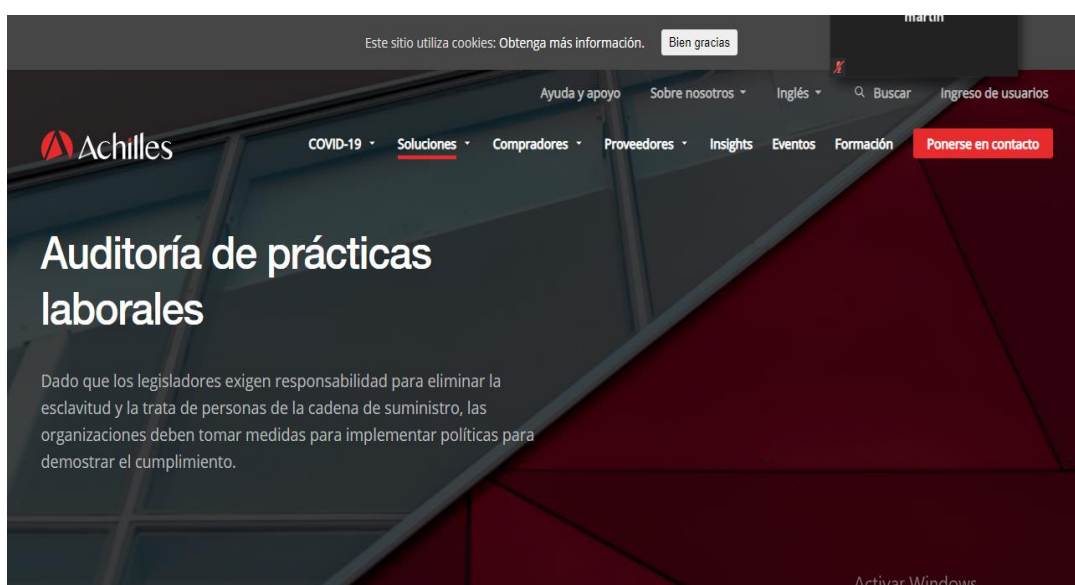 martin
Este sitio utiliza cookies: Obtenga más información. Bien gracias
Ayuda y apoyo Sobre nosotros Inglés Buscar Ingreso de usuarios
Achilles COVID-19 Soluciones Compradores Proveedores Insights Eventos Formación Ponerse en contacto
Auditoría de prácticas
laborales
Dado que los legisladores exigen responsabilidad para eliminar la
esclavitud y la trata de personas de la cadena de suministro, las
organizaciones deben tomar medidas para implementar políticas para
demostrar el cumplimiento.
Activar Windows